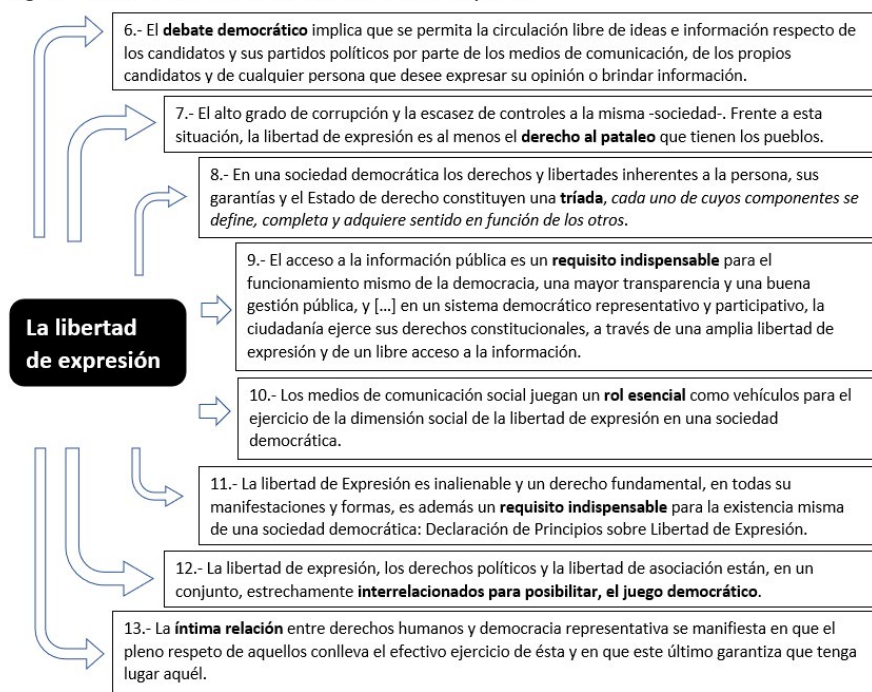 6.- El debate democrático implica que se permita la circulación libre de ideas e información respecto de
los candidatos y sus partidos políticos por parte de los medios de comunicación, de los propios
candidatos y de cualquier persona que desee expresar su opinión o brindar información.
7.- El alto grado de corrupción y la escasez de controles a la misma -sociedad-. Frente a esta
situación, la libertad de expresión es al menos el derecho al pataleo que tienen los pueblos.
8.- En una sociedad democrática los derechos y libertades inherentes a la persona, sus
garantías y el Estado de derecho constituyen una tríada, cada uno de cuyos componentes se
define, completa y adquiere sentido en función de los otros.
9.- El acceso a la información pública es un requisito indispensable para el
funcionamiento mismo de la democracia, una mayor transparencia y una buena
gestión pública, y [...] en un sistema democrático representativo y participativo, la
ciudadanía ejerce sus derechos constitucionales, a través de una amplia libertad de
expresión y de un libre acceso a la información.
La libertad
de expresión
10.- Los medios de comunicación social juegan un rol esencial como vehículos para el
ejercicio de la dimensión social de la libertad de expresión en una sociedad
democrática.
11.- La libertad de Expresión es inalienable y un derecho fundamental, en todas su
manifestaciones y formas, es además un requisito indispensable para la existencia misma
de una sociedad democrática: Declaración de Principios sobre Libertad de Expresión.
12.- La libertad de expresión, los derechos políticos y la libertad de asociación están, en un
conjunto, estrechamente interrelacionados para posibilitar, el juego democrático.
13.- La íntima relación entre derechos humanos y democracia representativa se manifiesta en que el
pleno respeto de aquellos conlleva el efectivo ejercicio de ésta y en que este último garantiza que tenga
lugar aquél.